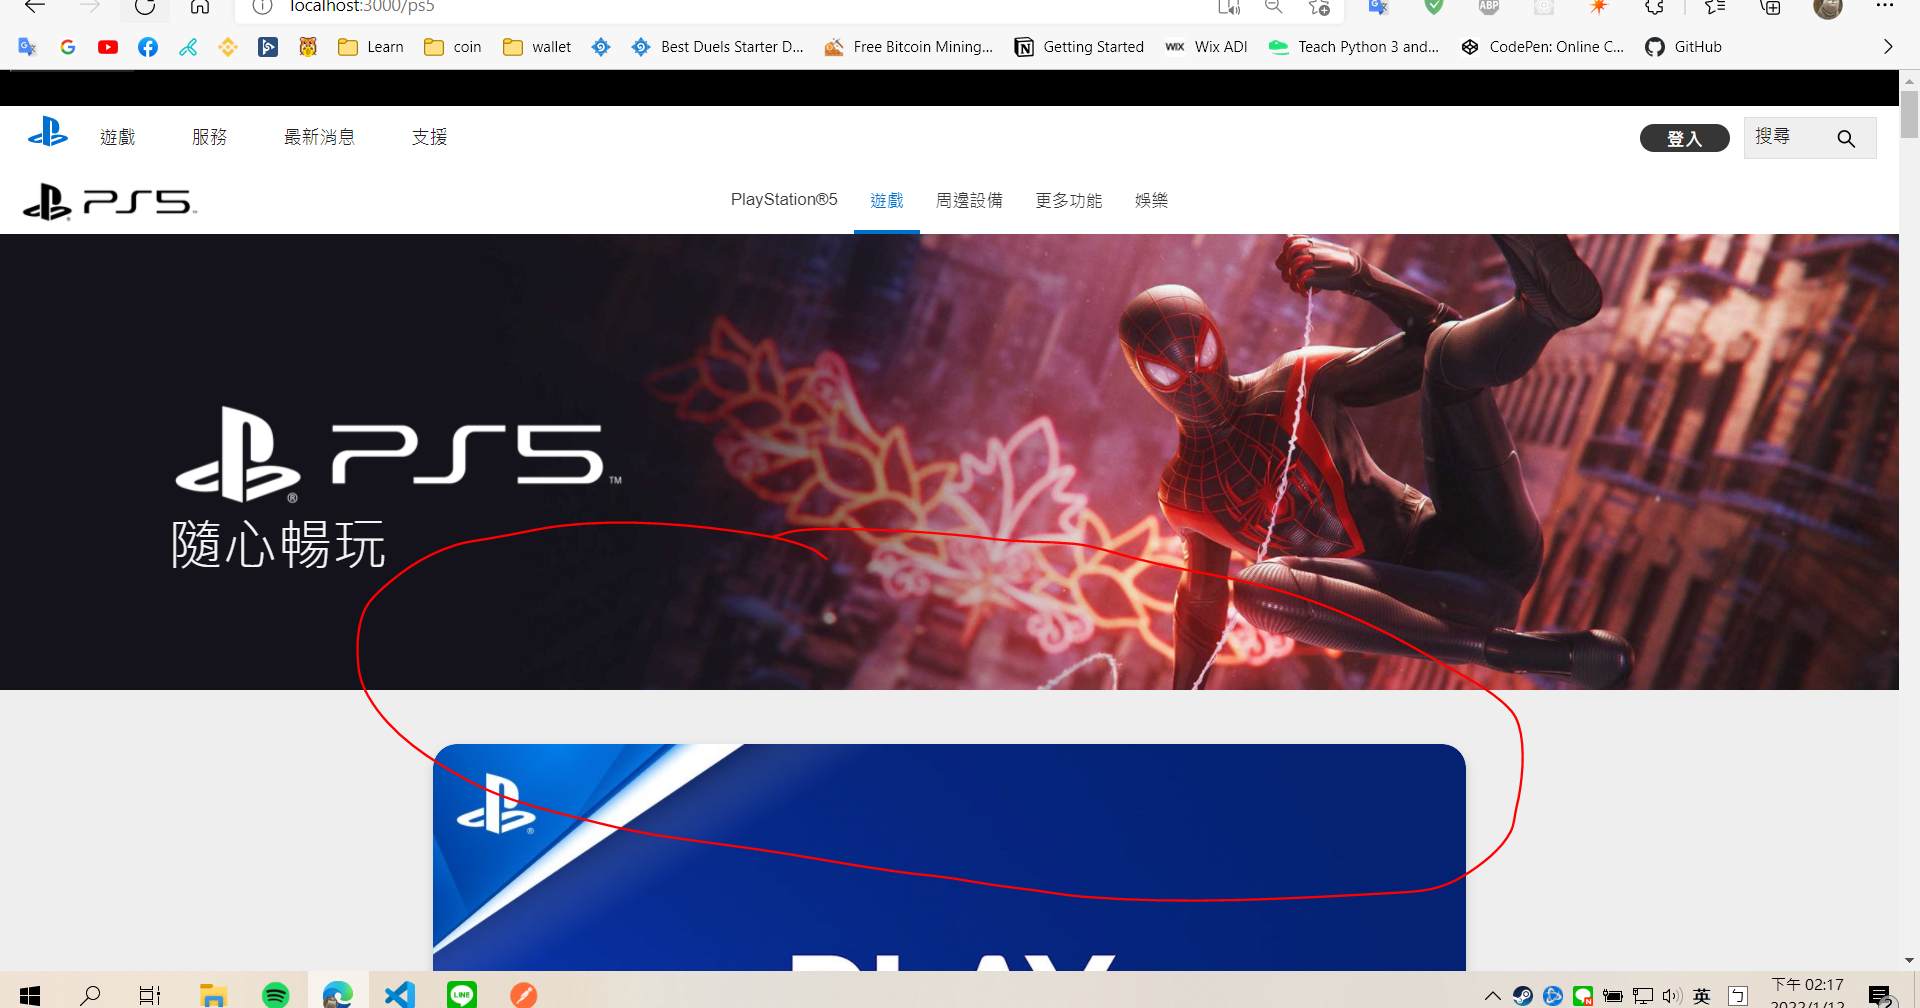 localhost:3000/ps5
Learn coin wallet Best Duels Starter D... Free Bitcoin Mining... Getting Started WIX Wix ADI Teach Python 3 and... CodePen: Online C... GitHub
遊戲 服務 最新消息 支援 登入 搜尋
PS5 PlayStation®5 遊戲 周邊設備 更多功能 娛樂
PS5™
隨心暢玩
PLAY
英 下午 02:17
2022/1/12